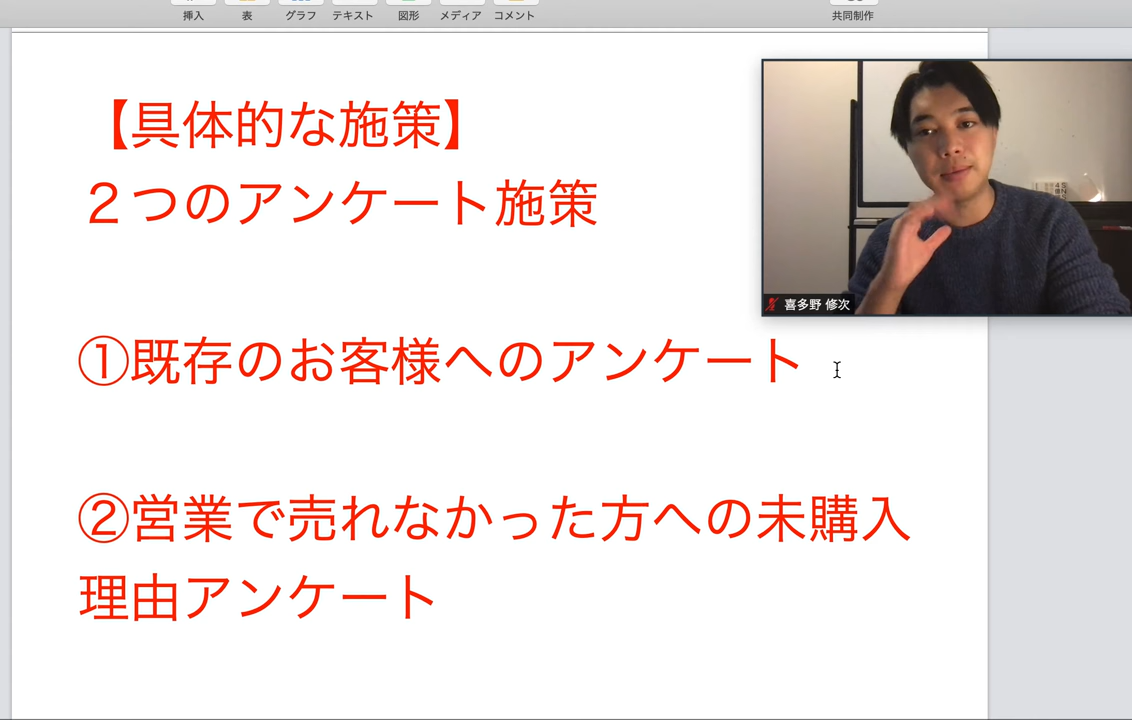 挿入 表 グラフ テキスト 図形 メディア コメント 共同制作
【具体的な施策】
２つのアンケート施策
①既存のお客様へのアンケート
②営業で売れなかった方への未購入
理由アンケート
喜多野 修次